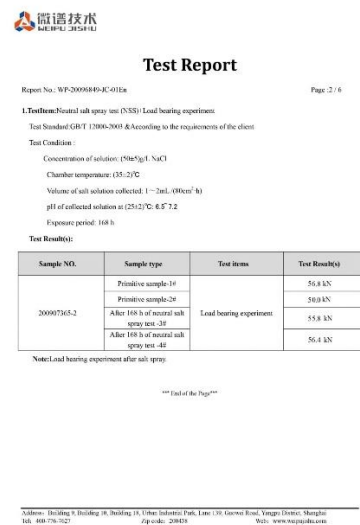 微谱技术
WEIPU JISHU
Test Report
Report No.: WP-20096849-JC-01En
Page :2 / 6
1.TestItem:Neutral salt spray test (NSS)+Load bearing experiment
Test Standard:GB/T 12000-2003 &According to the requirements of the client
Test Condition :
Concentration of solution: (50±5)g/L NaCl
Chamber temperature: (35±2)℃
Volume of salt solution collected: 1～2mL/(80cm²·h)
pH of collected solution at (25±2)℃: 6.5~7.2
Exposure period: 168 h
Test Result(s):
Sample NO.
Sample type
Test items
Test Result(s)
200907365-2
Primitive sample-1#
Load bearing experiment
56.8 kN
Primitive sample-2#
50.0 kN
After 168 h of neutral salt
spray test -3#
55.8 kN
After 168 h of neutral salt
spray test -4#
56.4 kN
Note:Load bearing experiment after salt spray.
*** End of the Page***
Address: Building 9, Building 10, Building 18, Urban Industrial Park, Lane 139, Guowei Road, Yangpu District, Shanghai
Tel: 400-776-7627
Zip code: 200438
Web: www.weipujishu.com